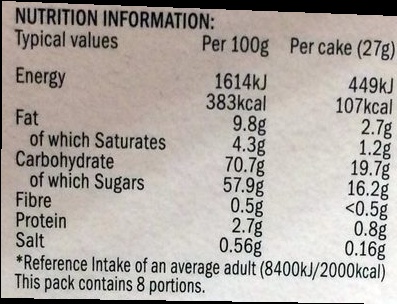 NUTRITION INFORMATION:
Typical values Per 100g Per cake (27g)
Energy 1614kJ 449kJ
383kcal 107kcal
Fat 9.8g 2.7g
of which Saturates 4.3g 1.2g
Carbohydrate 70.7g 19.7g
of which Sugars 57.9g 16.2g
Fibre 0.5g <0.5g
Protein 2.7g 0.8g
Salt 0.56g 0.16g
*Reference Intake of an average adult (8400kJ/2000kcal)
This pack contains 8 portions.